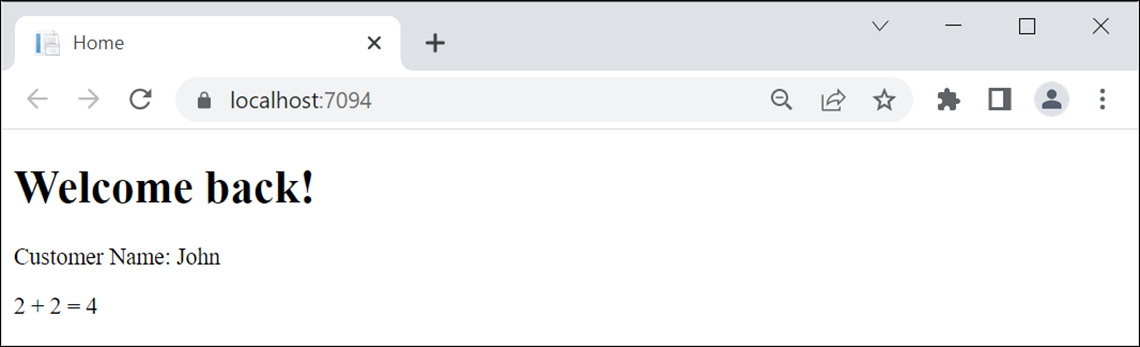 Home
localhost:7094
Welcome back!
Customer Name: John
2 + 2 = 4